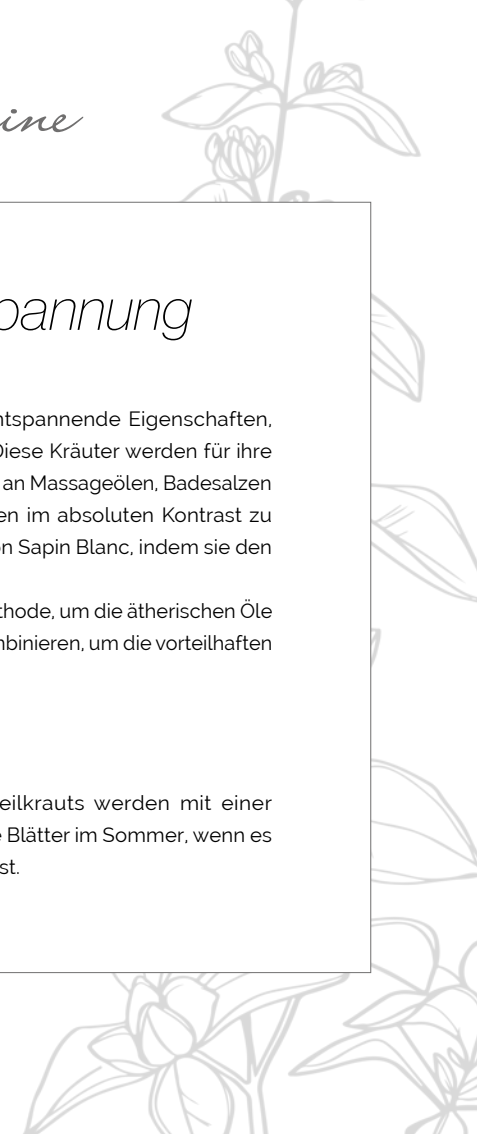 ine
pannung
ntspannende Eigenschaften,
Diese Kräuter werden für ihre
an Massageölen, Badesalzen
en im absoluten Kontrast zu
n Sapin Blanc, indem sie den
thode, um die ätherischen Öle
nbinieren, um die vorteilhaften
eilkrauts werden mit einer
e Blätter im Sommer, wenn es
st.